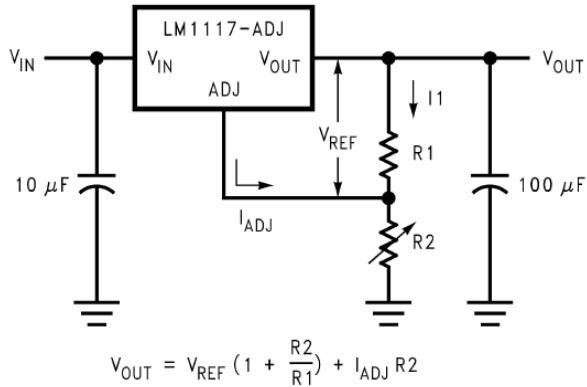 LM1117-ADJ
V_IN
V_IN
V_OUT
V_OUT
ADJ
I1
V_REF
R1
10 µF
100 µF
I_ADJ
R2
V_OUT = V_REF (1 + R2/R1) + I_ADJ R2